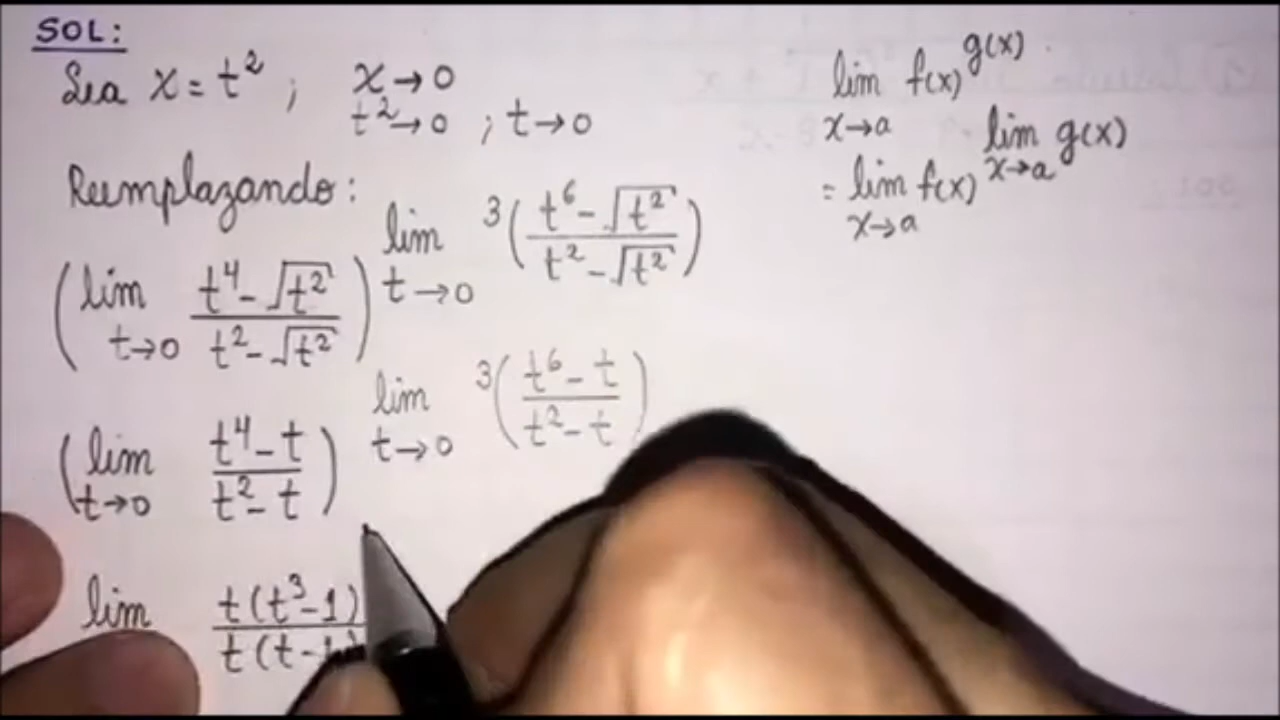 SOL:
Sea x = t² ; x → 0
t² → 0 ; t → 0
Reemplazando:
(lim t→0 (t⁴ - √t²)/(t² - √t²)) lim t→0 3((t⁶ - √t²)/(t² - √t²))
(lim t→0 (t⁴ - t)/(t² - t)) lim t→0 3((t⁶ - t)/(t² - t))
lim t(t³ - 1)/t(t - 1)
lim x→a f(x)^g(x)
= lim x→a f(x)^lim x→a g(x)